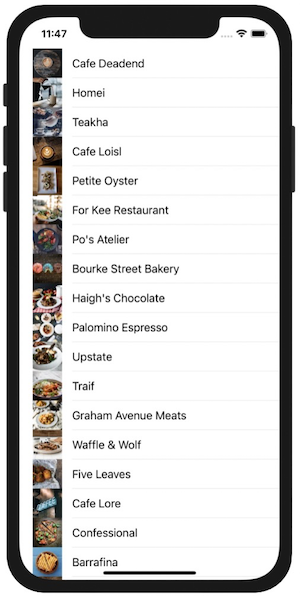 11:47
Cafe Deadend
Homei
Teakha
Cafe Loisl
Petite Oyster
For Kee Restaurant
Po's Atelier
Bourke Street Bakery
Haigh's Chocolate
Palomino Espresso
Upstate
Traif
Graham Avenue Meats
Waffle & Wolf
Five Leaves
Cafe Lore
Confessional
Barrafina